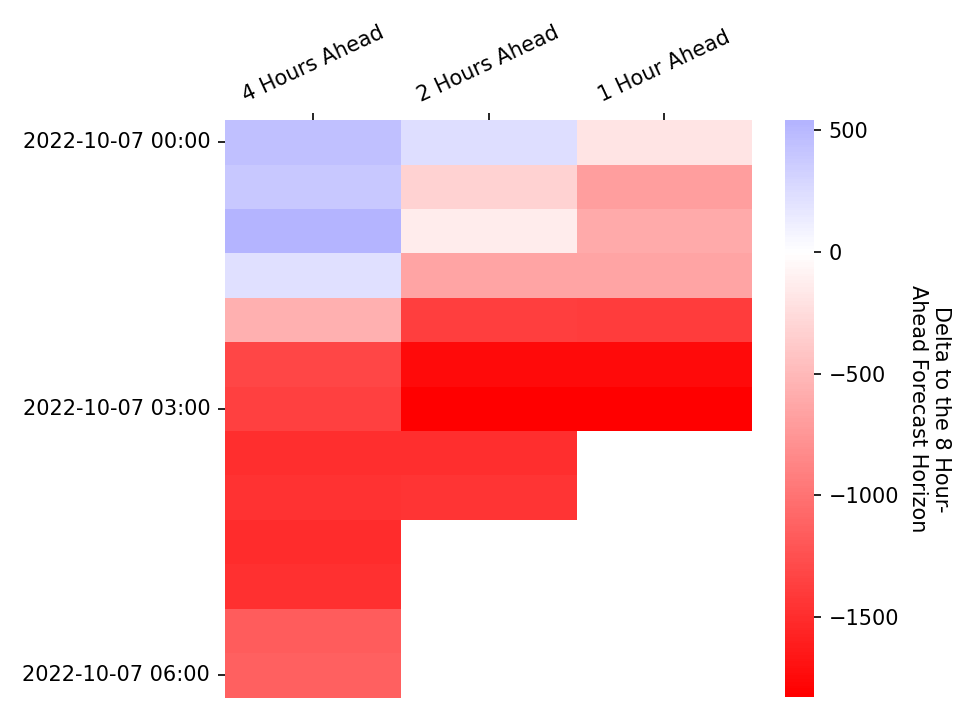 4 Hours Ahead
2 Hours Ahead
1 Hour Ahead
2022-10-07 00:00
2022-10-07 03:00
2022-10-07 06:00
500
0
−500
−1000
−1500
Delta to the 8 Hour-
Ahead Forecast Horizon